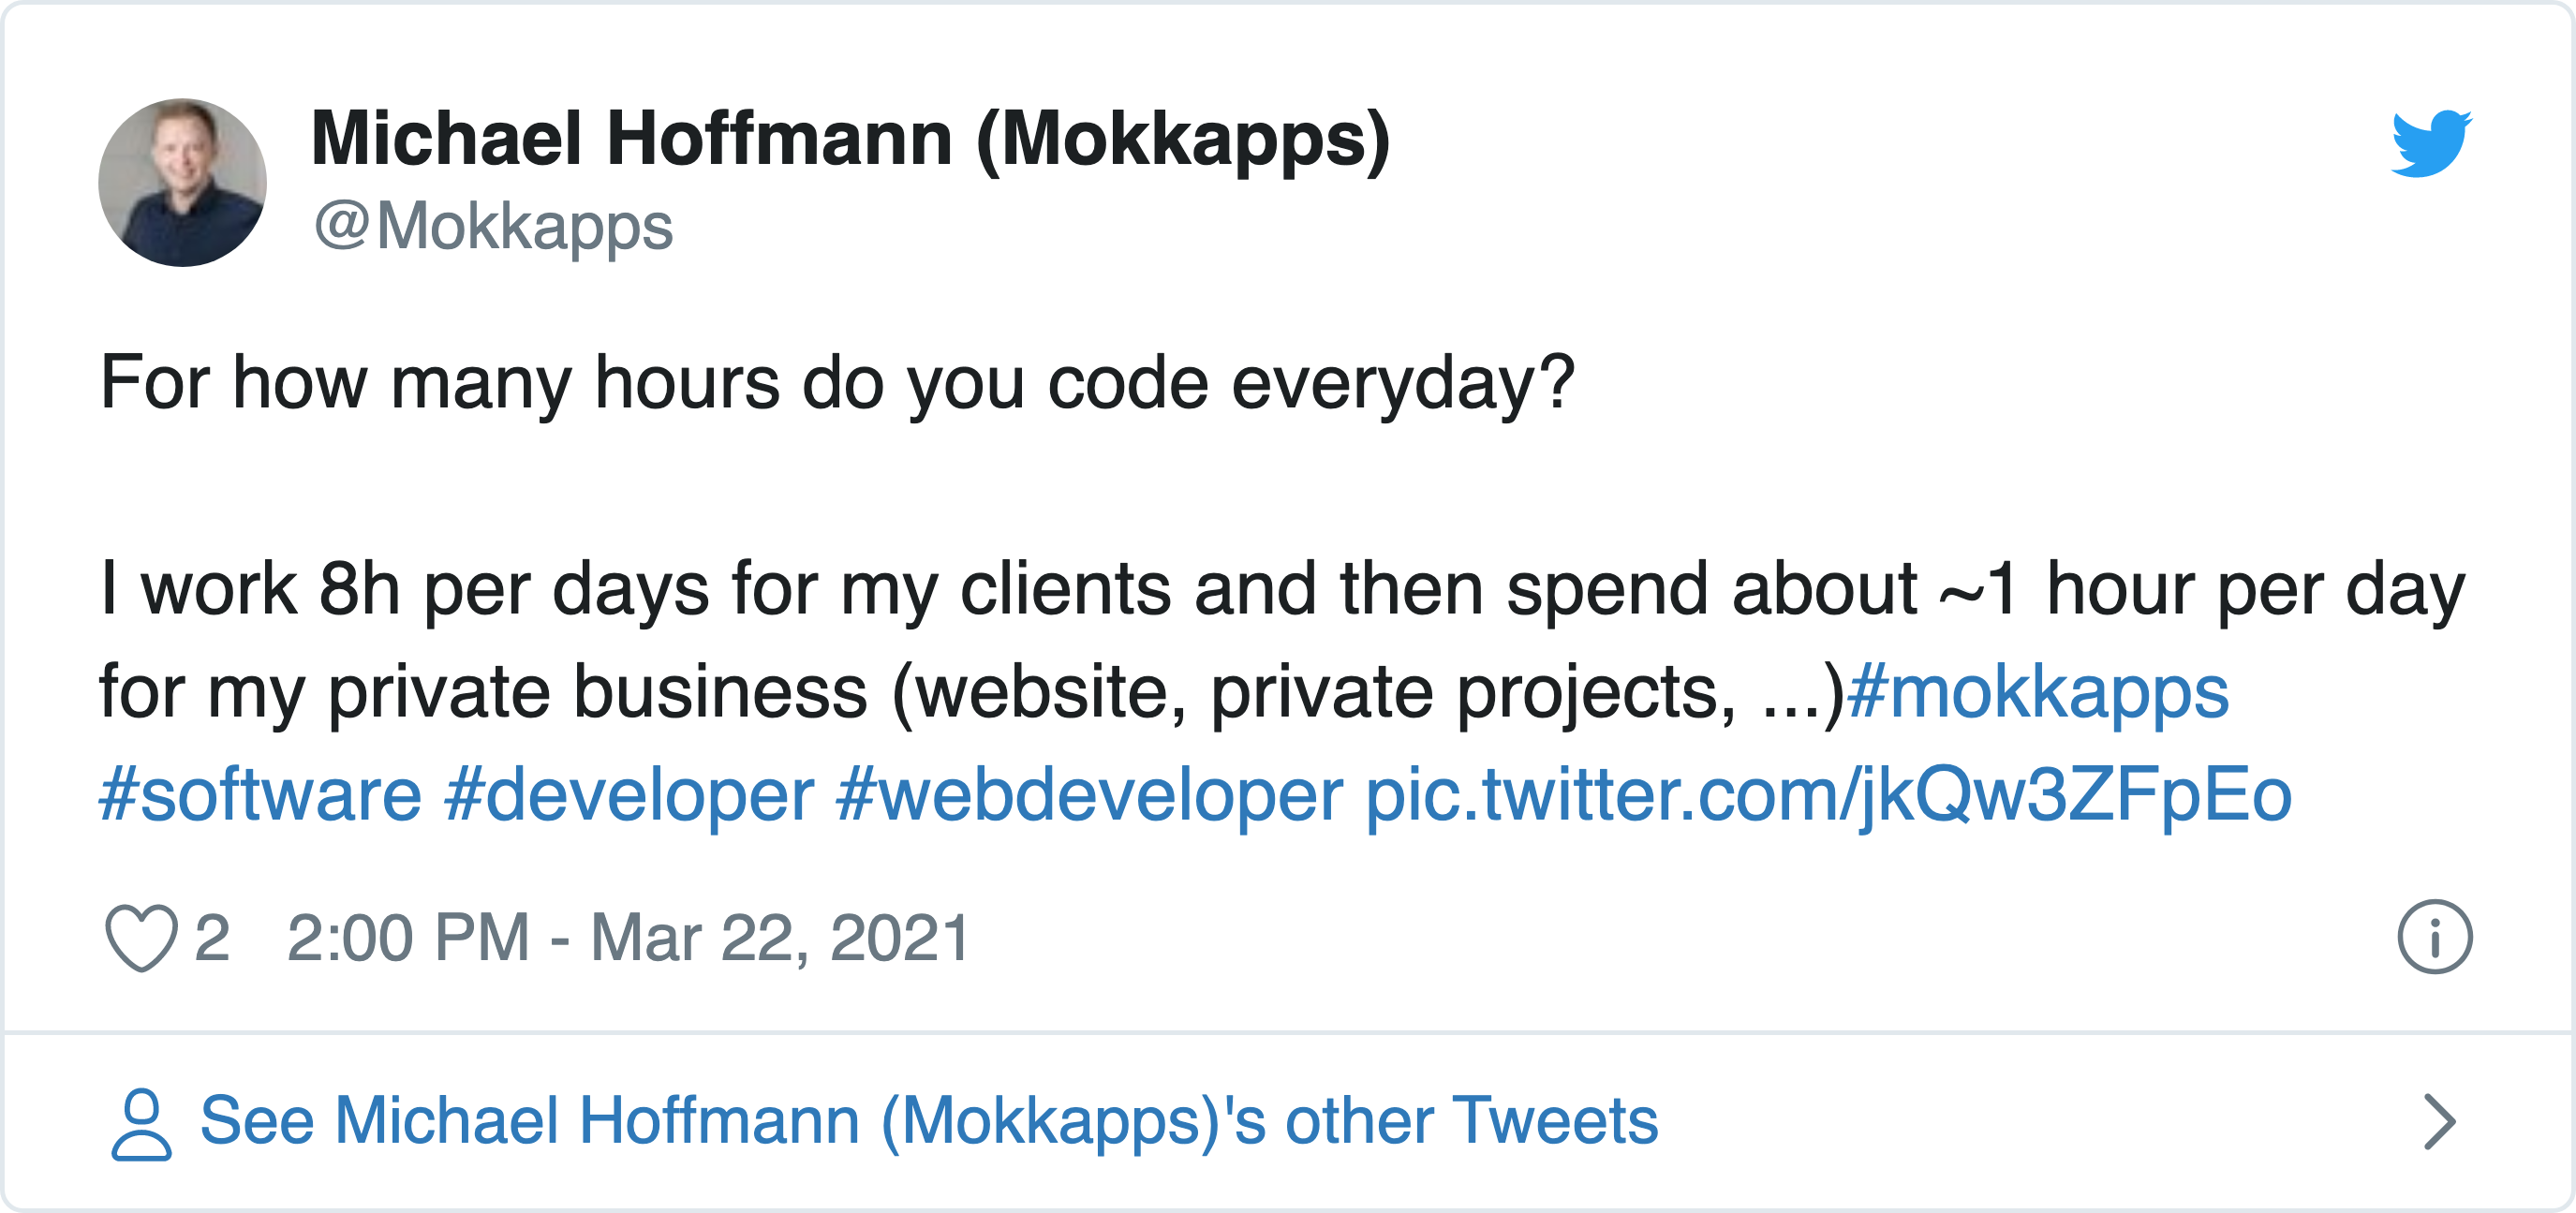 Michael Hoffmann (Mokkapps)
@Mokkapps
For how many hours do you code everyday?
I work 8h per days for my clients and then spend about ~1 hour per day
for my private business (website, private projects, ...)#mokkapps
#software #developer #webdeveloper pic.twitter.com/jkQw3ZFpEo
2 2:00 PM - Mar 22, 2021
See Michael Hoffmann (Mokkapps)'s other Tweets